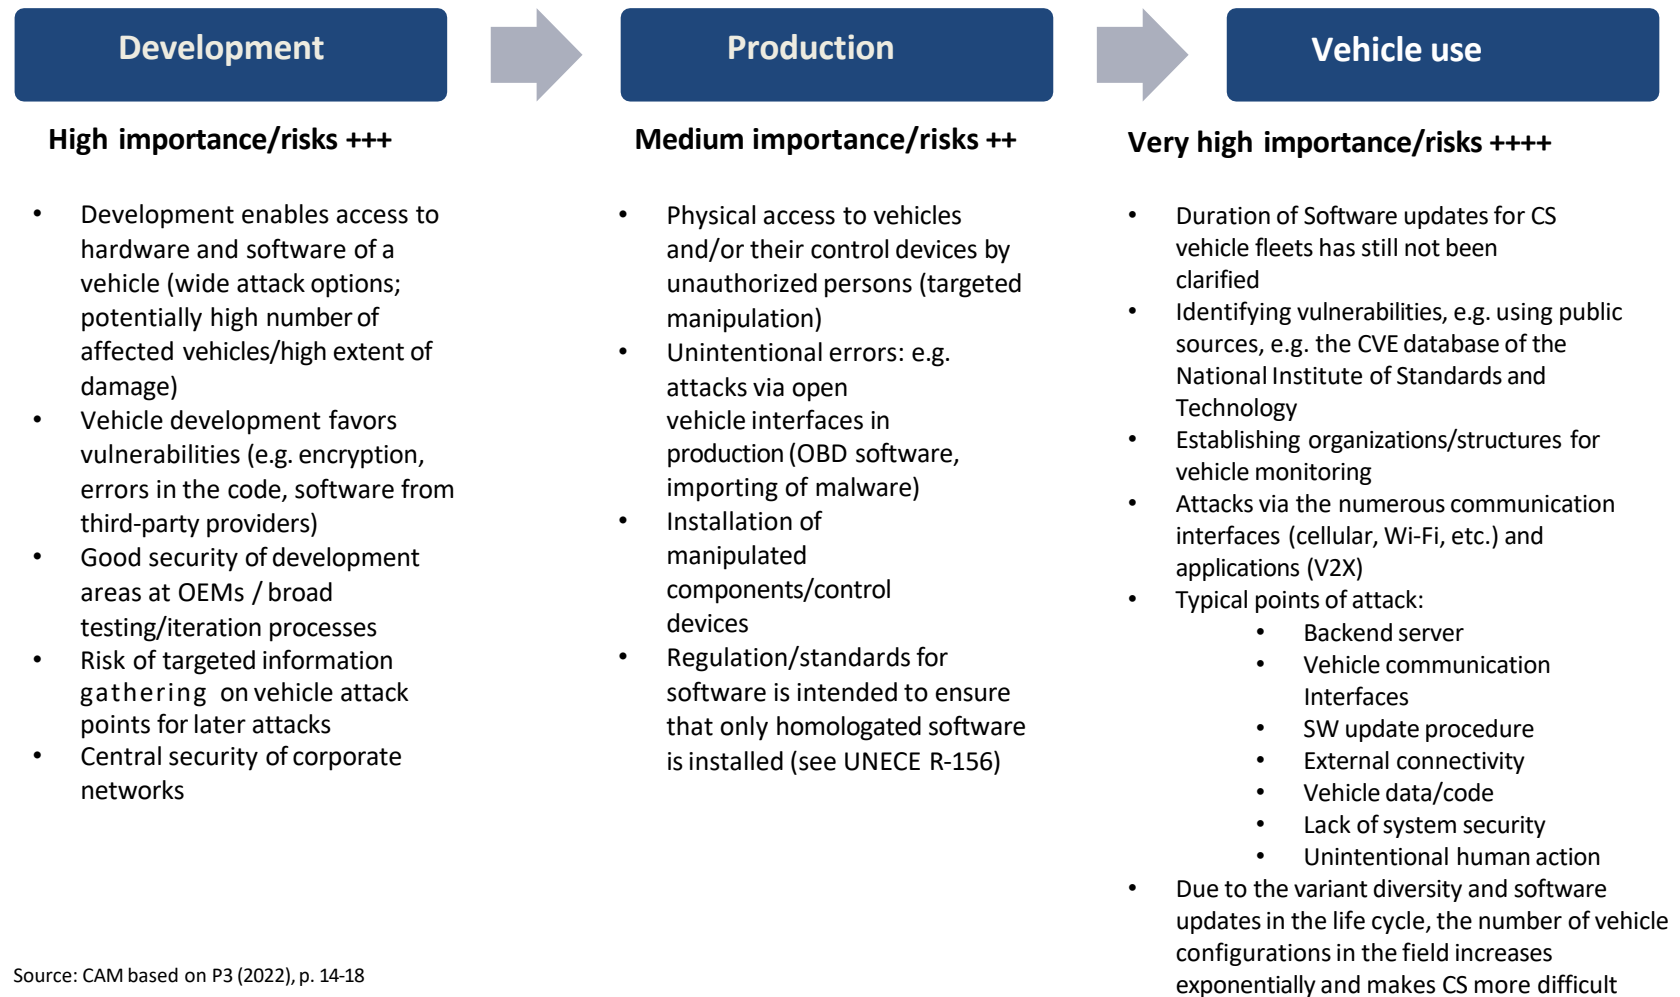 Development
Production
Vehicle use
High importance/risks +++
• Development enables access to
hardware and software of a
vehicle (wide attack options;
potentially high number of
affected vehicles/high extent of
damage)
• Vehicle development favors
vulnerabilities (e.g. encryption,
errors in the code, software from
third-party providers)
• Good security of development
areas at OEMs / broad
testing/iteration processes
• Risk of targeted information
gathering on vehicle attack
points for later attacks
• Central security of corporate
networks
Medium importance/risks ++
• Physical access to vehicles
and/or their control devices by
unauthorized persons (targeted
manipulation)
• Unintentional errors: e.g.
attacks via open
vehicle interfaces in
production (OBD software,
importing of malware)
• Installation of
manipulated
components/control
devices
• Regulation/standards for
software is intended to ensure
that only homologated software
is installed (see UNECE R-156)
Very high importance/risks ++++
• Duration of Software updates for CS
vehicle fleets has still not been
clarified
• Identifying vulnerabilities, e.g. using public
sources, e.g. the CVE database of the
National Institute of Standards and
Technology
• Establishing organizations/structures for
vehicle monitoring
• Attacks via the numerous communication
interfaces (cellular, Wi-Fi, etc.) and
applications (V2X)
• Typical points of attack:
• Backend server
• Vehicle communication
Interfaces
• SW update procedure
• External connectivity
• Vehicle data/code
• Lack of system security
• Unintentional human action
• Due to the variant diversity and software
updates in the life cycle, the number of vehicle
configurations in the field increases
exponentially and makes CS more difficult
Source: CAM based on P3 (2022), p. 14-18